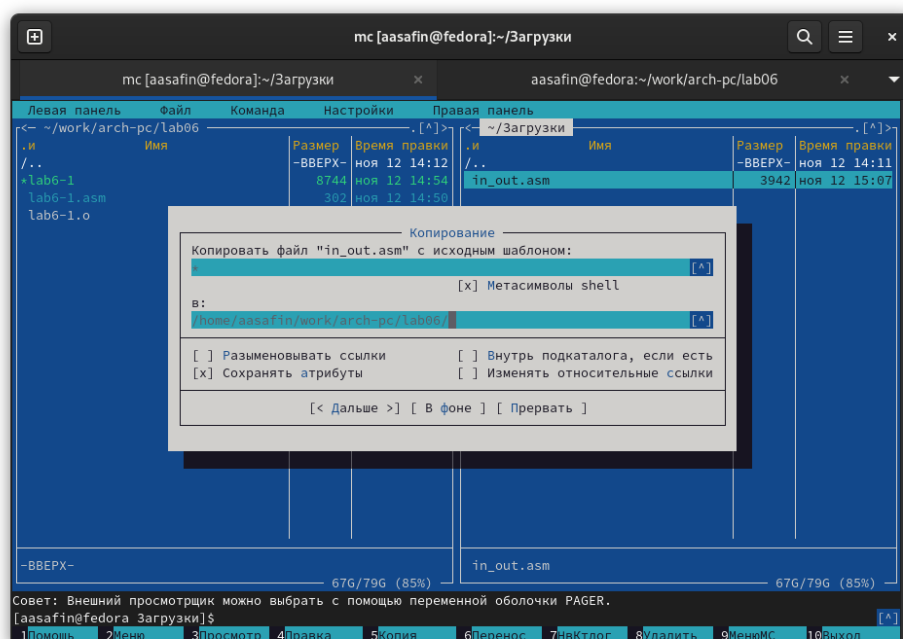 mc [aasafin@fedora]:~/Загрузки
mc [aasafin@fedora]:~/Загрузки × aasafin@fedora:~/work/arch-pc/lab06 ×
Левая панель Файл Команда Настройки Правая панель
<— ~/work/arch-pc/lab06 .[^]> <— ~/Загрузки .[^]>
.и Имя Размер Время правки .и Имя Размер Время правки
/.. -ВВЕРХ- ноя 12 14:12 /.. -ВВЕРХ- ноя 12 14:11
*lab6-1 8744 ноя 12 14:54 in_out.asm 3942 ноя 12 15:07
lab6-1.asm 302 ноя 12 14:50
lab6-1.o
Копирование
Копировать файл "in_out.asm" с исходным шаблоном:
* [^]
[x] Метасимволы shell
в:
/home/aasafin/work/arch-pc/lab06/ [^]
[ ] Разыменовывать ссылки [ ] Внутрь подкаталога, если есть
[x] Сохранять атрибуты [ ] Изменять относительные ссылки
[< Дальше >] [ В фоне ] [ Прервать ]
-ВВЕРХ- in_out.asm
67G/79G (85%) 67G/79G (85%)
Совет: Внешний просмотрщик можно выбрать с помощью переменной оболочки PAGER.
[aasafin@fedora Загрузки]$ [^]
1Помощь 2Меню 3Просмотр 4Правка 5Копия 6Перенос 7НвКтлог 8Удалить 9МенюMC 10Выход